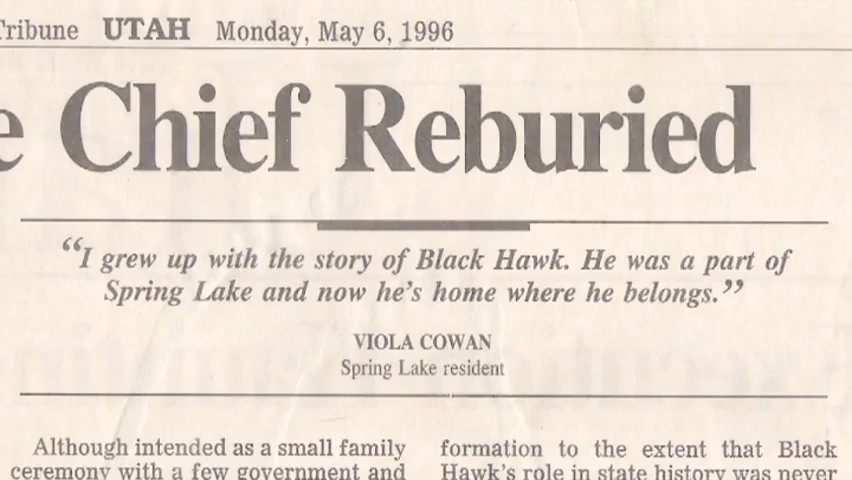 Tribune UTAH Monday, May 6, 1996
e Chief Reburied
“I grew up with the story of Black Hawk. He was a part of
Spring Lake and now he’s home where he belongs.”
VIOLA COWAN
Spring Lake resident
Although intended as a small family
ceremony with a few government and
formation to the extent that Black
Hawk’s role in state history was never